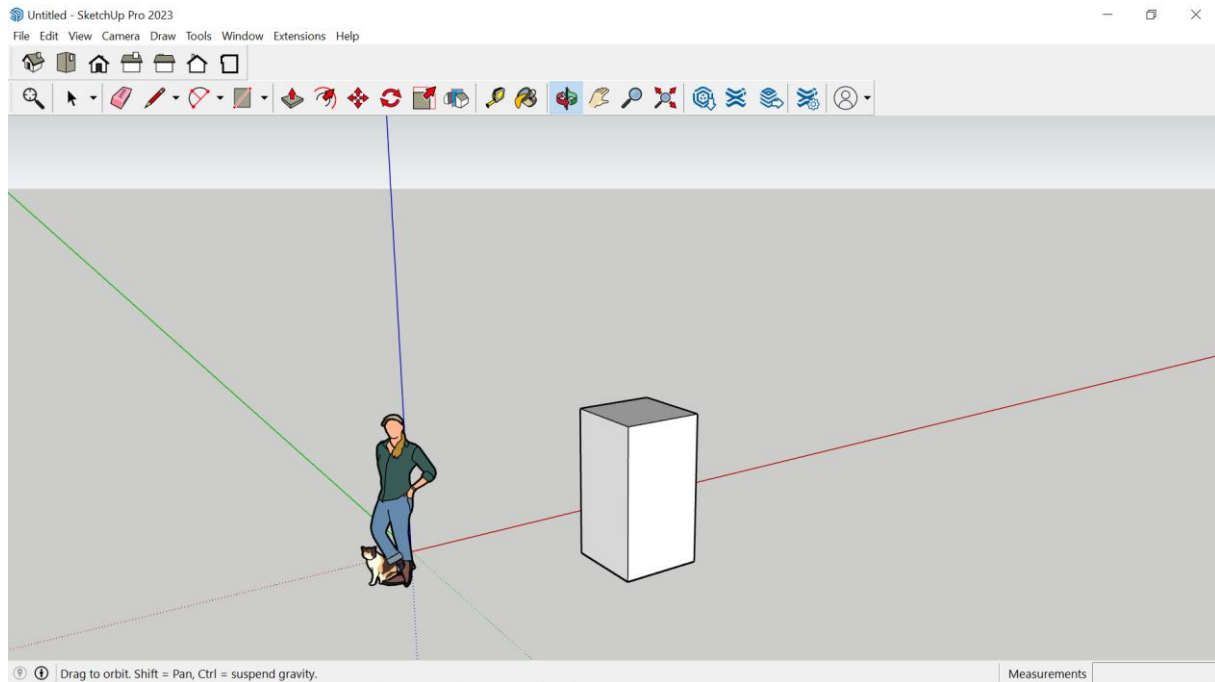 Untitled - SketchUp Pro 2023
File Edit View Camera Draw Tools Window Extensions Help
Drag to orbit. Shift = Pan, Ctrl = suspend gravity.
Measurements